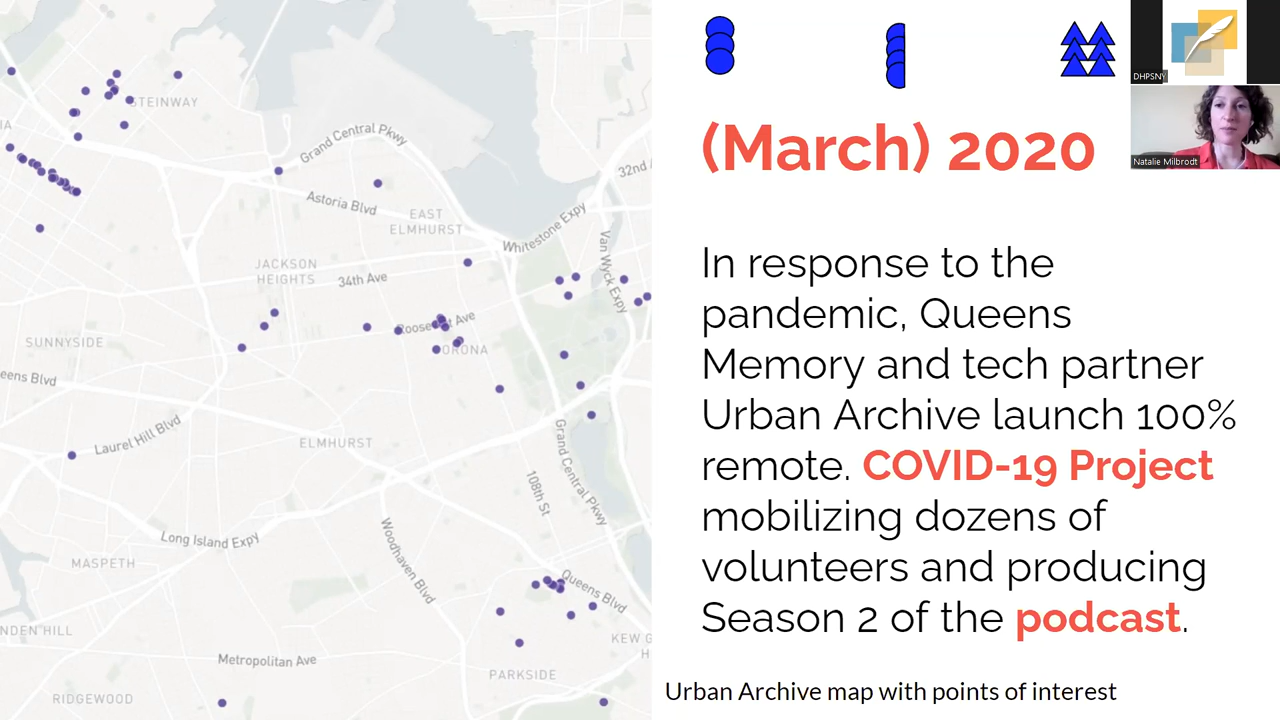 STEINWAY
IA
Grand Central Pkwy
32nd
Astoria Blvd
EAST
ELMHURST
Whitestone Expy
Van Wyck Expy
JACKSON
HEIGHTS
34th Ave
Roosevelt Ave
CORONA
SUNNYSIDE
eens Blvd
Laurel Hill Blvd
ELMHURST
Grand Central Pkwy
108th St
Long Island Expy
Woodhaven Blvd
MASPETH
Queens Blvd
NDEN HILL
KEW G
H
Metropolitan Ave
PARKSIDE
RIDGEWOOD
(March) 2020
In response to the
pandemic, Queens
Memory and tech partner
Urban Archive launch 100%
remote. COVID-19 Project
mobilizing dozens of
volunteers and producing
Season 2 of the podcast.
Urban Archive map with points of interest
DHPSNY
Natalie Milbrodt